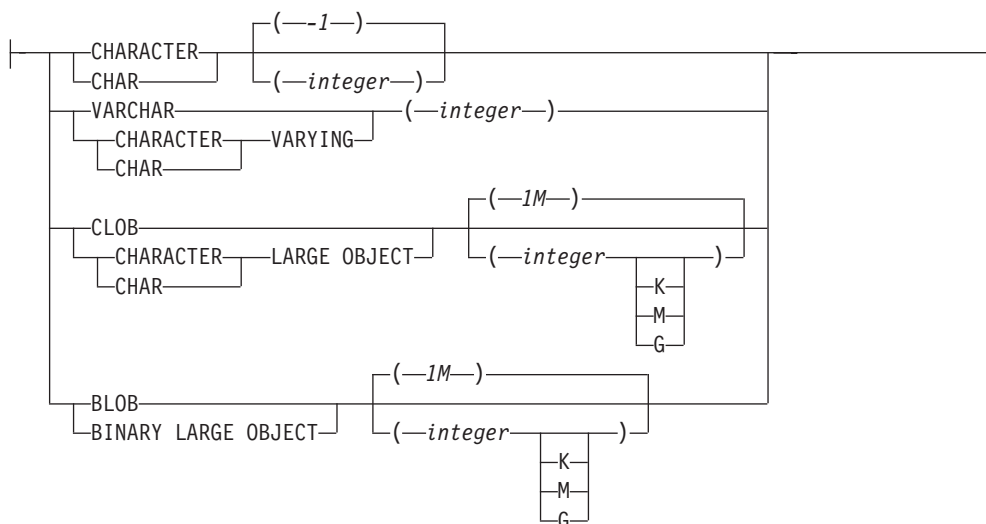 ( -1 )
CHARACTER
CHAR
( integer )
VARCHAR ( integer )
CHARACTER VARYING
CHAR
( 1M )
CLOB
CHARACTER LARGE OBJECT ( integer )
CHAR
K
M
G
( 1M )
BLOB
BINARY LARGE OBJECT ( integer )
K
M
G